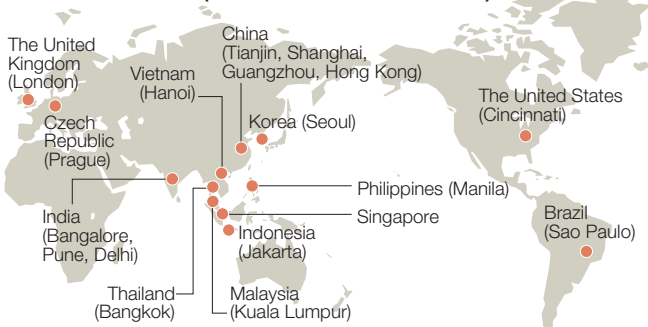 The United
Kingdom
(London)
Czech
Republic
(Prague)
Vietnam
(Hanoi)
China
(Tianjin, Shanghai,
Guangzhou, Hong Kong)
Korea (Seoul)
The United States
(Cincinnati)
Philippines (Manila)
Singapore
India
(Bangalore,
Pune, Delhi)
Indonesia
(Jakarta)
Brazil
(Sao Paulo)
Thailand
(Bangkok)
Malaysia
(Kuala Lumpur)